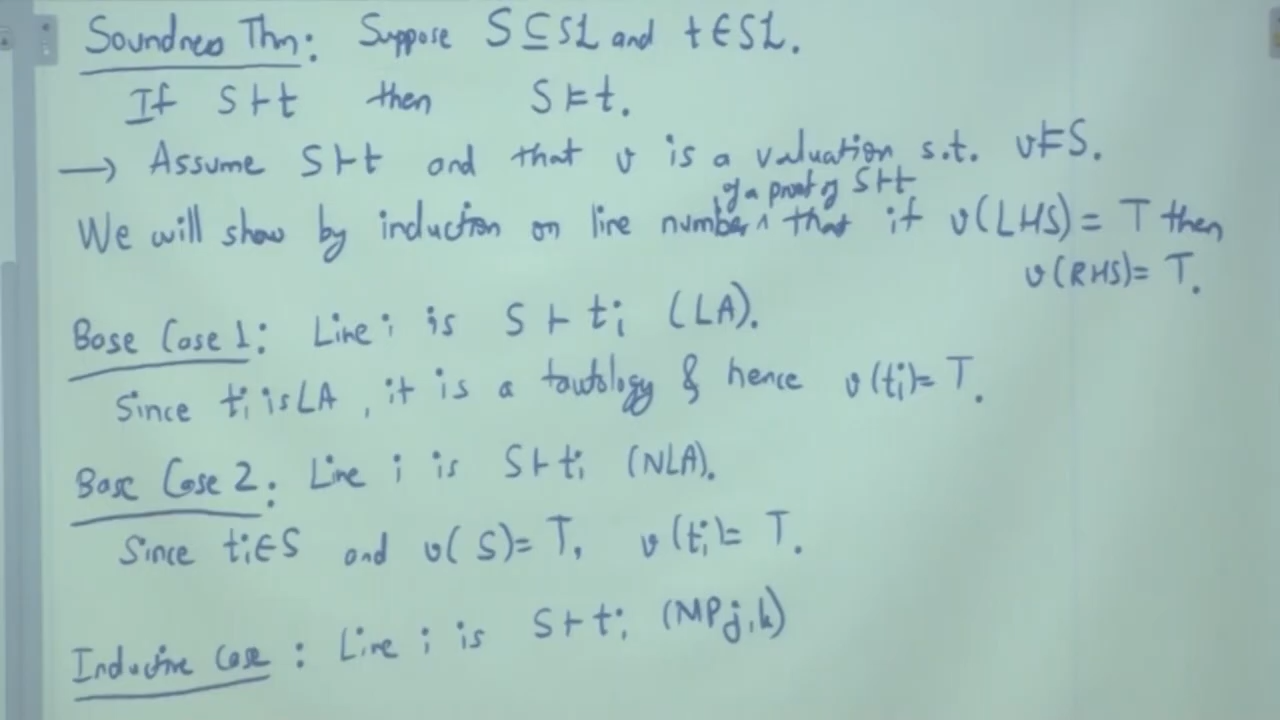 Soundness Thm: Suppose S ⊆ SL and t ∈ SL.
If S ⊢ t then S ⊨ t.
→ Assume S ⊢ t and that v is a valuation s.t. v ⊨ S.
of a proof of S ⊢ t
We will show by induction on line number ^ that if v(LHS) = T then
v(RHS) = T.
Base Case 1: Line i is S ⊢ tᵢ (LA).
Since tᵢ is LA, it is a tautology & hence v(tᵢ) = T.
Base Case 2: Line i is S ⊢ tᵢ (NLA).
Since tᵢ ∈ S and v(S) = T, v(tᵢ) = T.
Inductive Case: Line i is S ⊢ tᵢ (MP j,k)